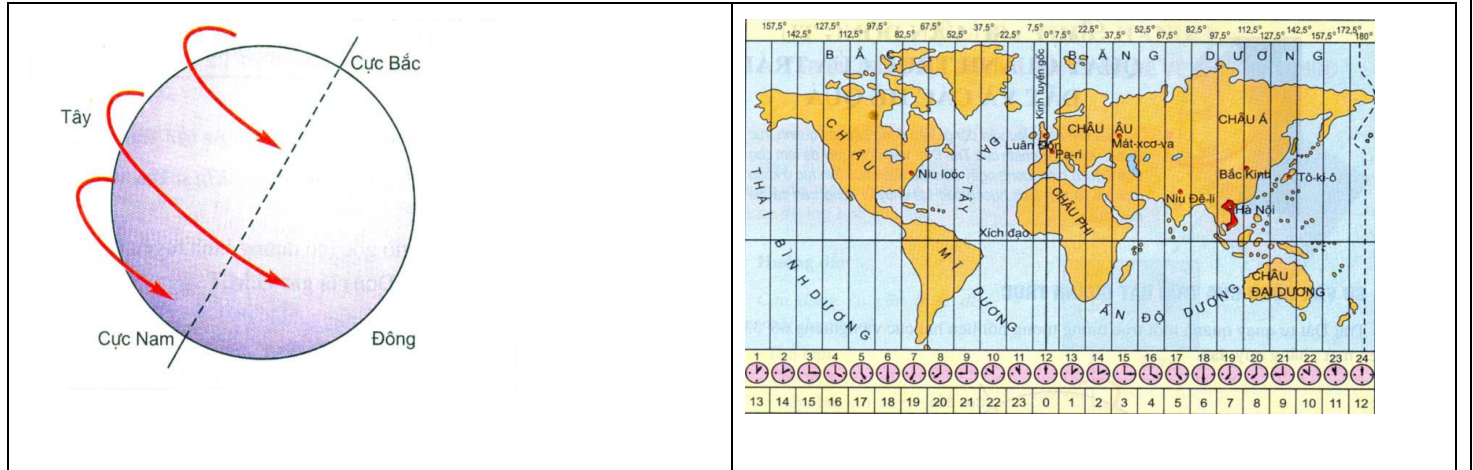 Cực Bắc
Tây
Cực Nam
Đông
157,5° 127,5° 97,5° 67,5° 37,5° 7,5° 22,5° 52,5° 82,5° 112,5° 142,5° 172,5°
142,5° 112,5° 82,5° 52,5° 22,5° 0° 7,5° 37,5° 67,5° 97,5° 127,5° 157,5° 180°
BẮC BĂNG DƯƠNG
Kinh tuyến gốc
CHÂU MĨ
CHÂU ÂU
CHÂU Á
Luân Đôn
Pa-ri
Mát-xcơ-va
Niu Ioóc
Bắc Kinh
Tô-ki-ô
Niu Đê-li
Hà Nội
THÁI BÌNH DƯƠNG
ĐẠI TÂY DƯƠNG
CHÂU PHI
Xích đạo
ẤN ĐỘ DƯƠNG
CHÂU
ĐẠI DƯƠNG
1 2 3 4 5 6 7 8 9 10 11 12 13 14 15 16 17 18 19 20 21 22 23 24
13 14 15 16 17 18 19 20 21 22 23 0 1 2 3 4 5 6 7 8 9 10 11 12